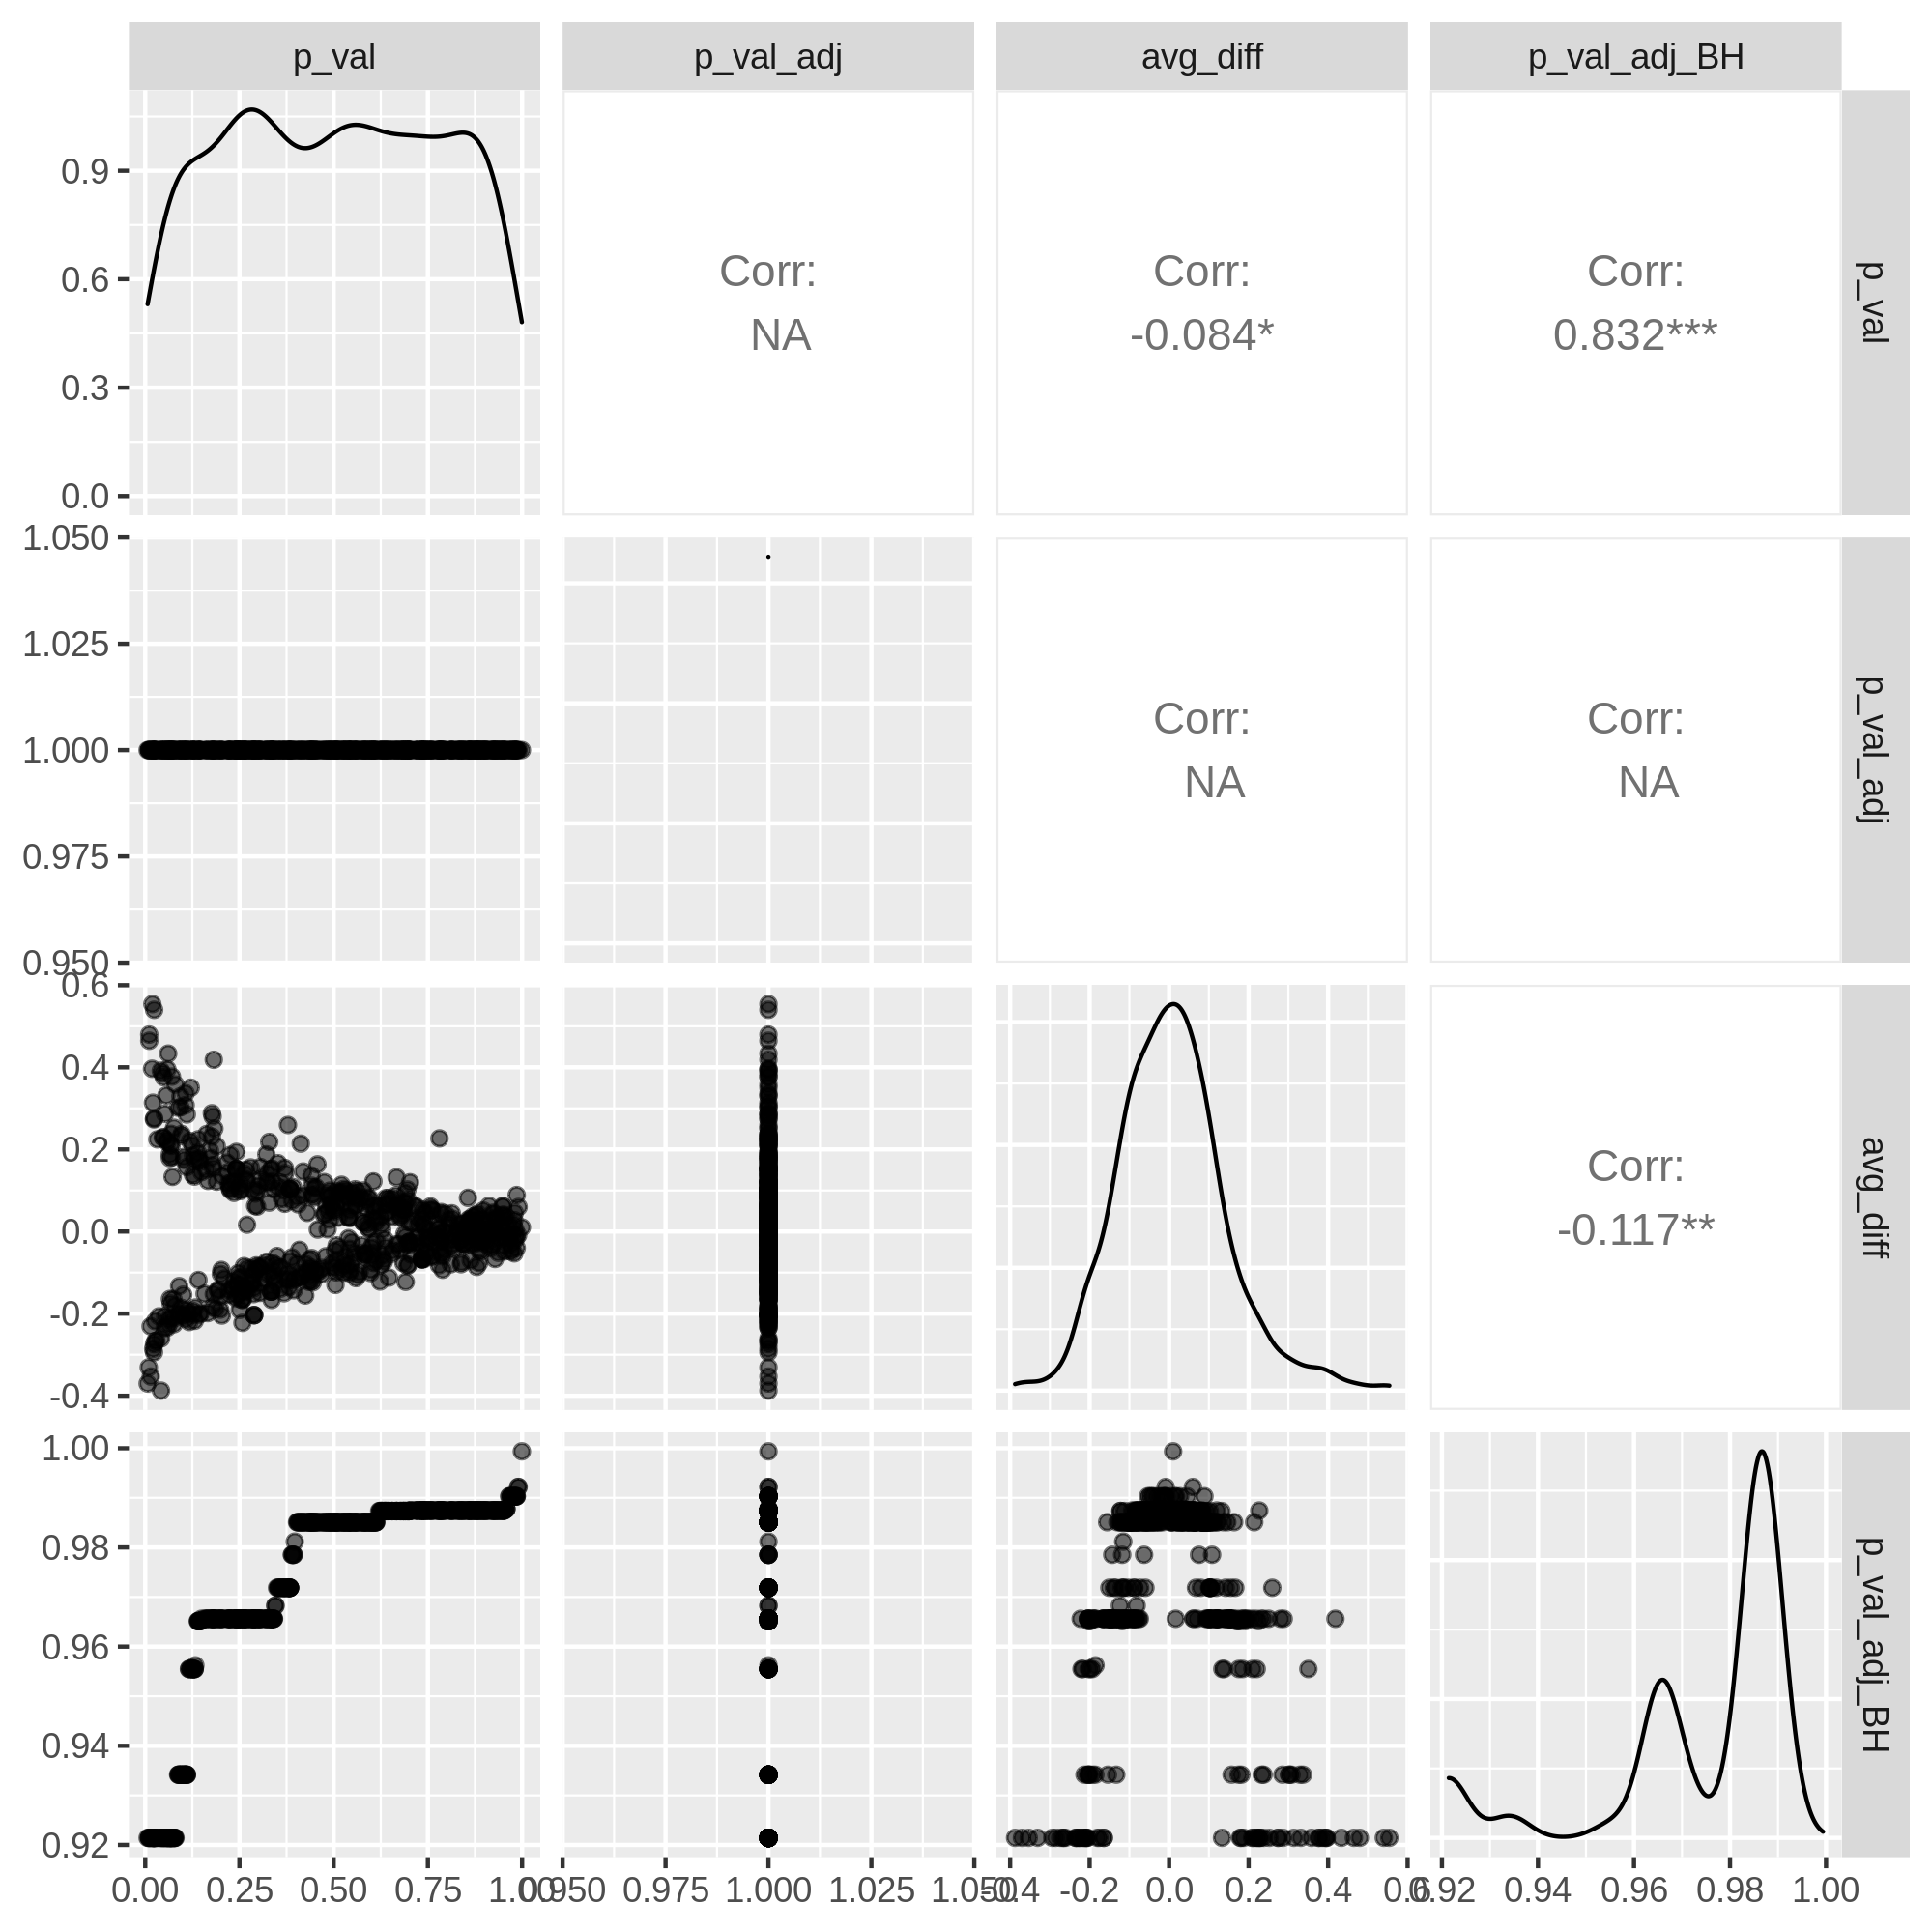 p_val
p_val_adj
avg_diff
p_val_adj_BH
0.9
0.6
0.3
0.0
Corr:
NA
Corr:
-0.084*
Corr:
0.832***
p_val
1.050
1.025
1.000
0.975
0.950
Corr:
NA
Corr:
NA
p_val_adj
0.6
0.4
0.2
0.0
-0.2
-0.4
Corr:
-0.117**
avg_diff
1.00
0.98
0.96
0.94
0.92
p_val_adj_BH
0.00 0.25 0.50 0.75 1.00
0.950 0.975 1.000 1.025 1.050
-0.4 -0.2 0.0 0.2 0.4 0.6
0.92 0.94 0.96 0.98 1.00